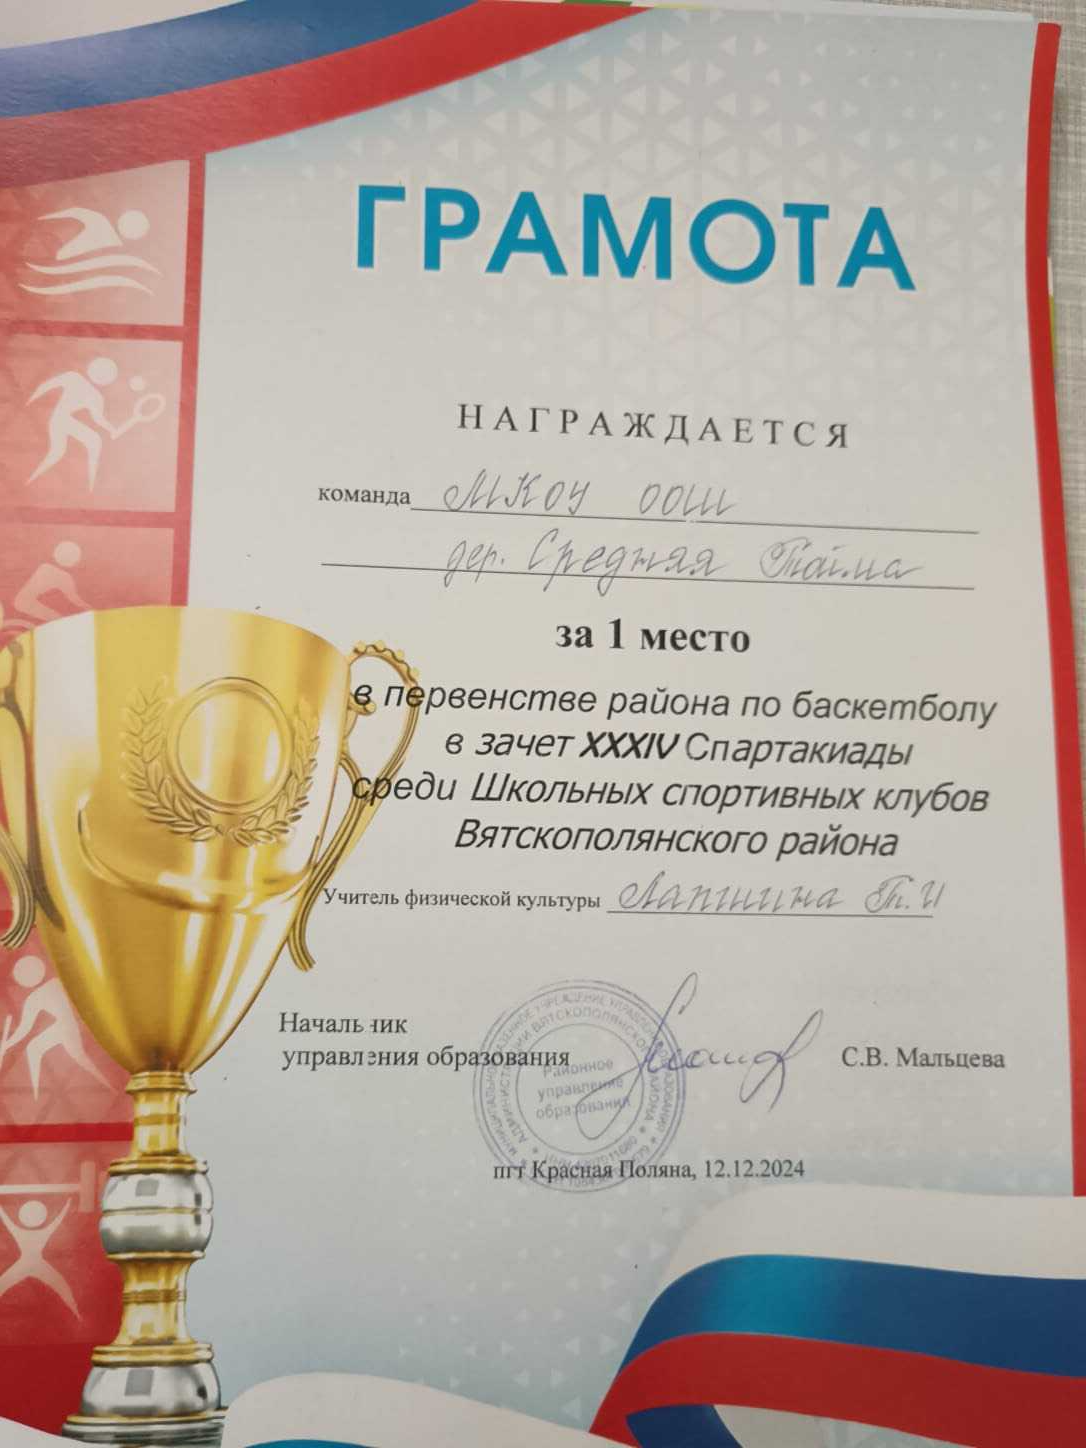 ГРАМОТА
НАГРАЖДАЕТСЯ
команда МКОУ ООШ
дер. Средняя Тойма
за 1 место
в первенстве района по баскетболу
в зачет XXXIV Спартакиады
среди Школьных спортивных клубов
Вятскополянского района
Учитель физической культуры Лапшина Т.И
Начальник
управления образования С.В. Мальцева
Районное
управление
образования
пгт Красная Поляна, 12.12.2024